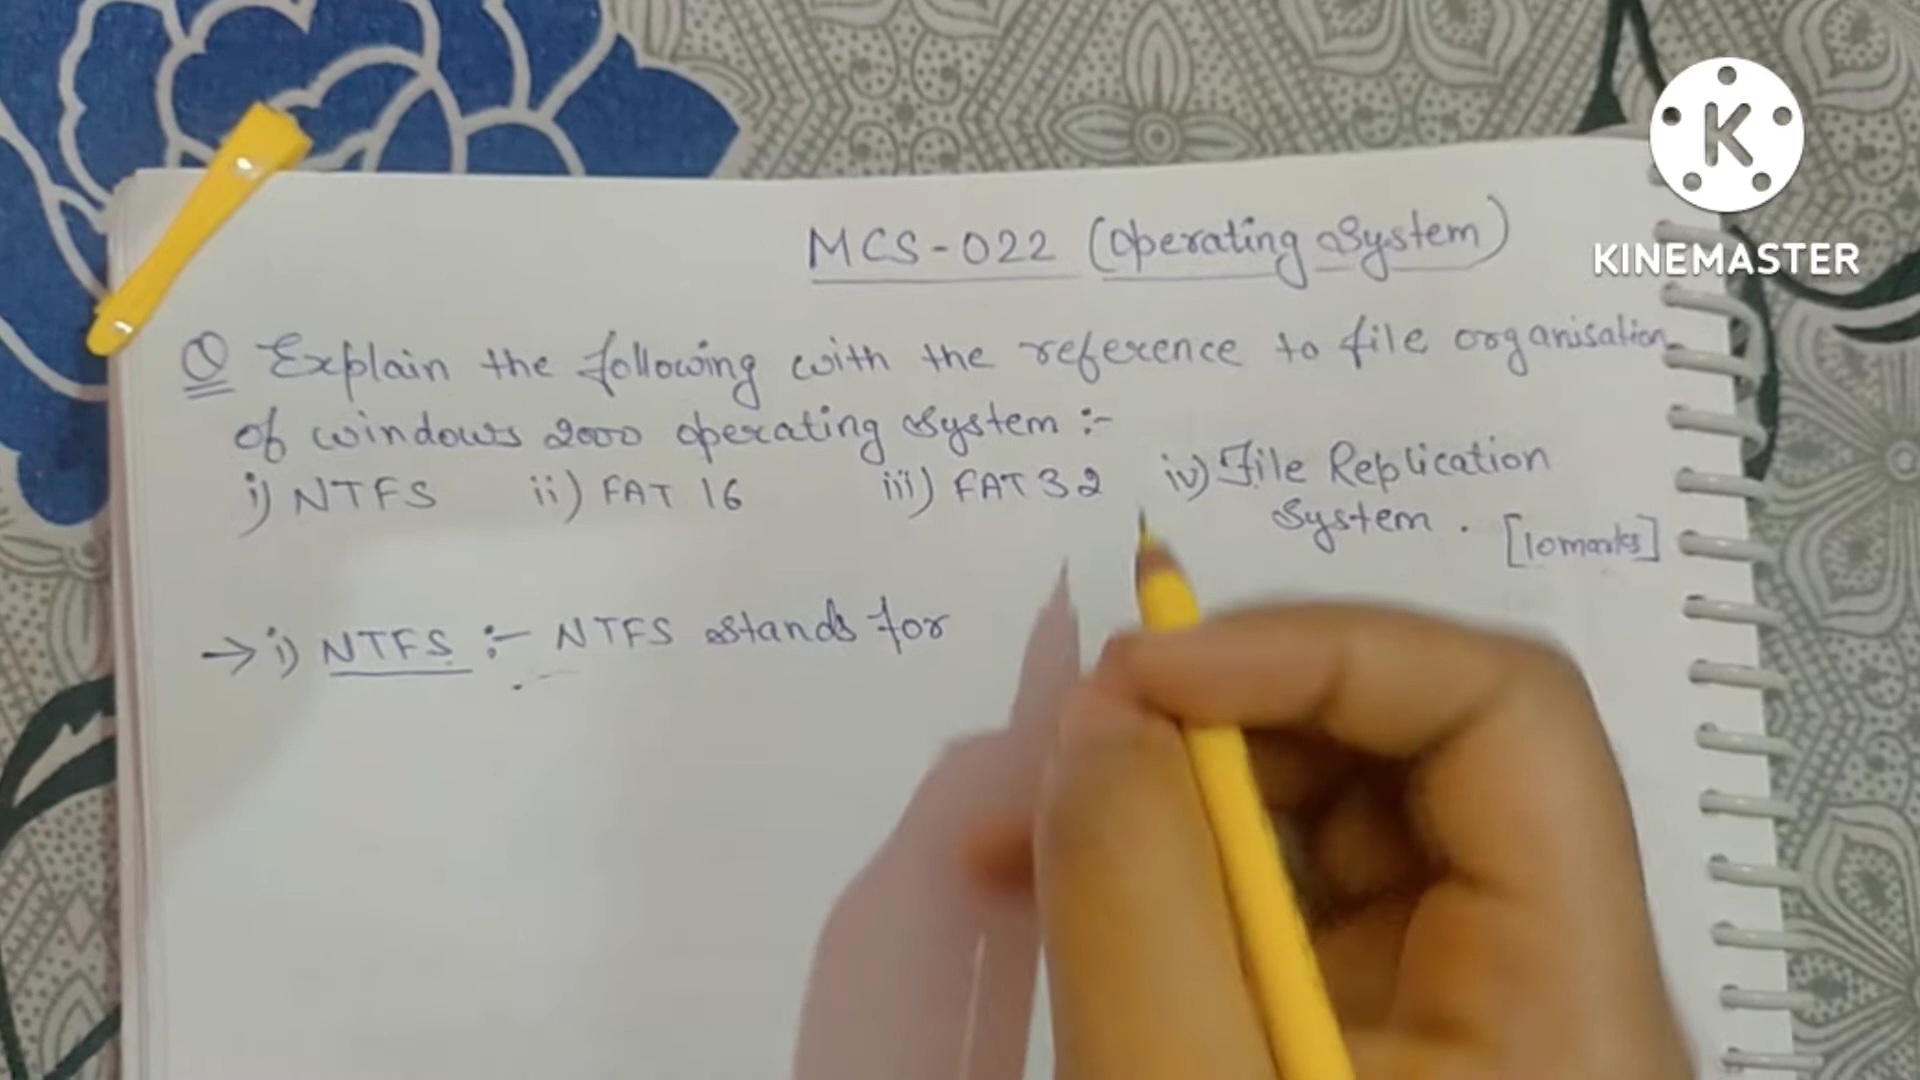 MCS-022 (Operating System)
KINEMASTER
Q Explain the following with the reference to file organisation
of windows 2000 operating system :-
i) NTFS ii) FAT 16 iii) FAT 32 iv) File Replication
System. [10marks]
→ i) NTFS :- NTFS stands for